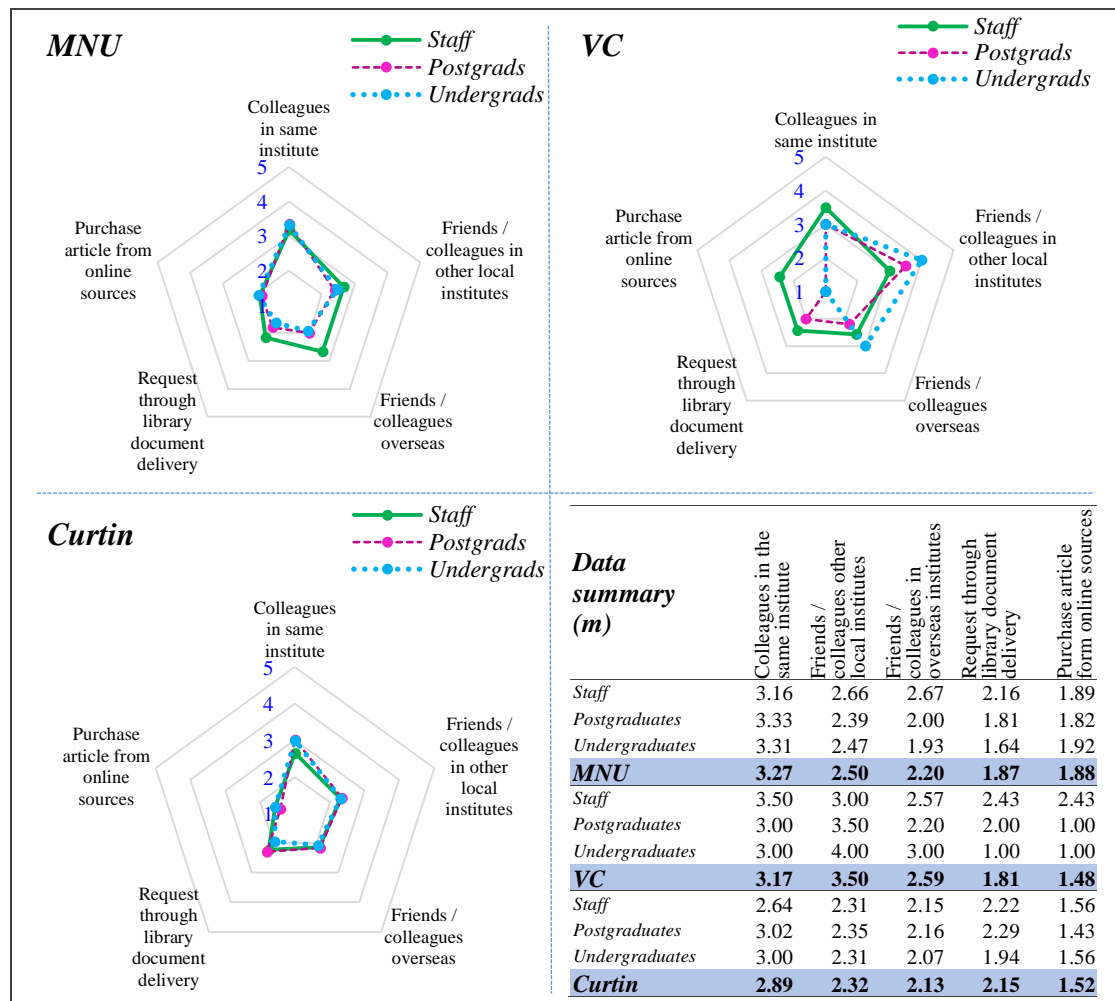 MNU
Staff
Postgrads
Undergrads
Colleagues
in same
institute
5
4
3
2
1
Friends /
colleagues in
other local
institutes
Friends /
colleagues
overseas
Request
through
library
document
delivery
Purchase
article from
online
sources
VC
Staff
Postgrads
Undergrads
Colleagues in
same institute
5
4
3
2
1
Friends /
colleagues in
other local
institutes
Friends /
colleagues
overseas
Request
through
library
document
delivery
Purchase
article from
online
sources
Curtin
Staff
Postgrads
Undergrads
Colleagues
in same
institute
5
4
3
2
1
Friends /
colleagues
in other
local
institutes
Friends /
colleagues
overseas
Request
through
library
document
delivery
Purchase
article from
online
sources
Data
summary
(m)
Colleagues in the
same institute
Friends /
colleagues other
local institutes
Friends /
colleagues in
overseas institutes
Request through
library document
delivery
Purchase article
form online sources
Staff 3.16 2.66 2.67 2.16 1.89
Postgraduates 3.33 2.39 2.00 1.81 1.82
Undergraduates 3.31 2.47 1.93 1.64 1.92
MNU 3.27 2.50 2.20 1.87 1.88
Staff 3.50 3.00 2.57 2.43 2.43
Postgraduates 3.00 3.50 2.20 2.00 1.00
Undergraduates 3.00 4.00 3.00 1.00 1.00
VC 3.17 3.50 2.59 1.81 1.48
Staff 2.64 2.31 2.15 2.22 1.56
Postgraduates 3.02 2.35 2.16 2.29 1.43
Undergraduates 3.00 2.31 2.07 1.94 1.56
Curtin 2.89 2.32 2.13 2.15 1.52